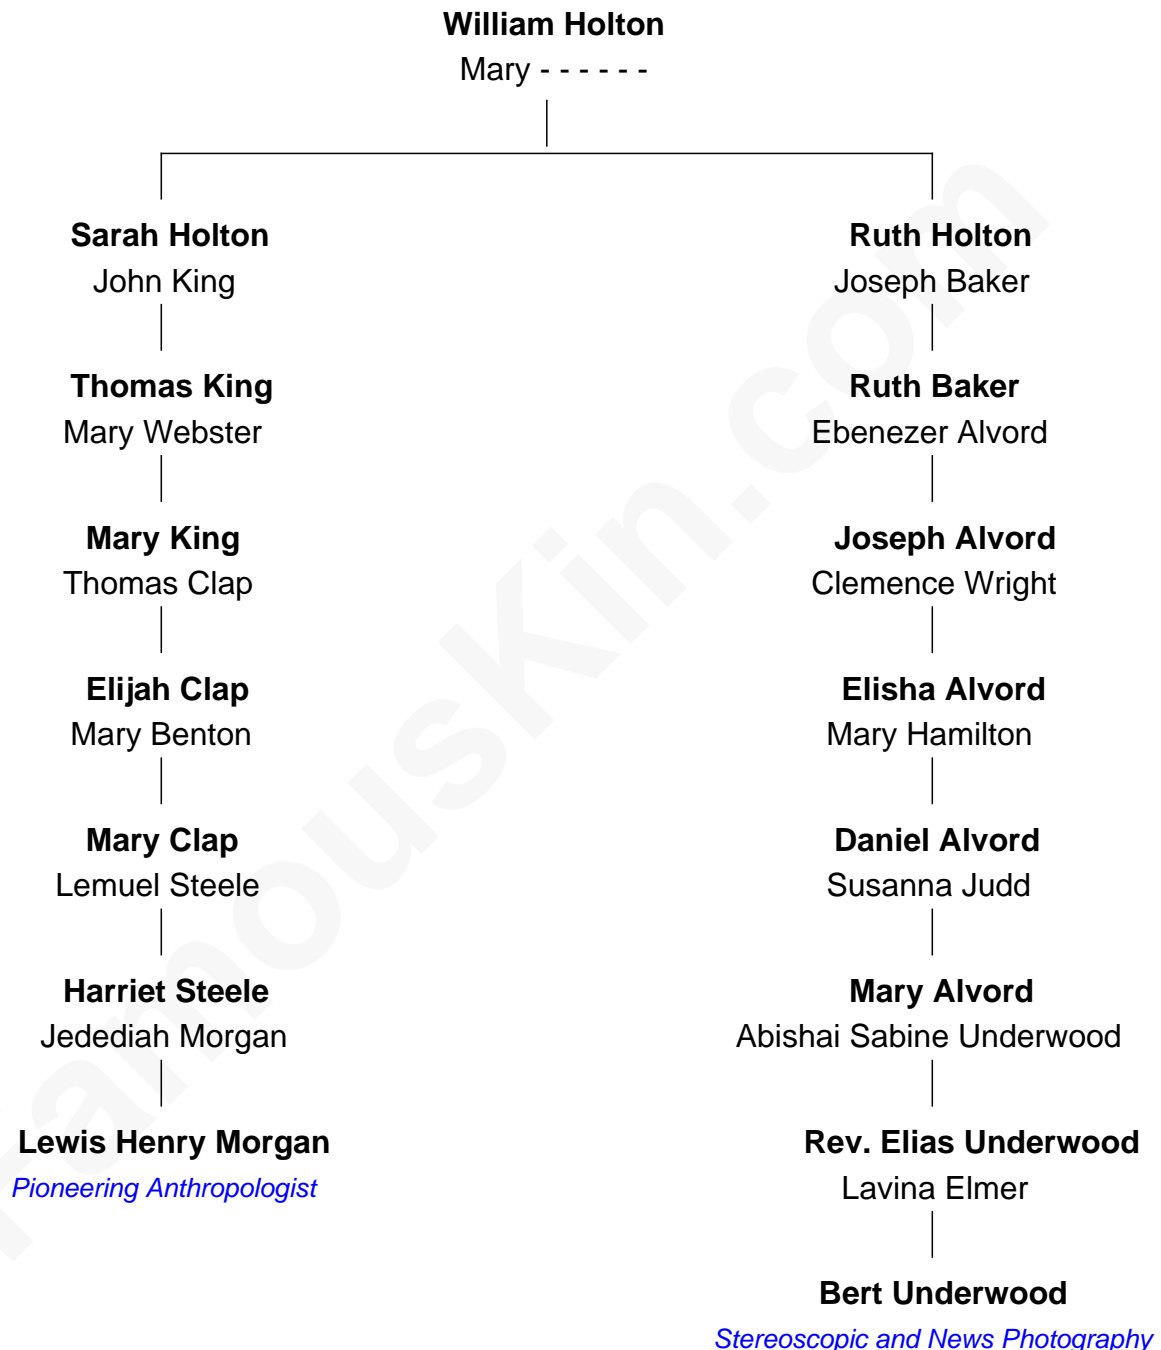 William Holton
Mary - - - - - -
Sarah Holton
John King
Thomas King
Mary Webster
Mary King
Thomas Clap
Elijah Clap
Mary Benton
Mary Clap
Lemuel Steele
Harriet Steele
Jedediah Morgan
Lewis Henry Morgan
Pioneering Anthropologist
Ruth Holton
Joseph Baker
Ruth Baker
Ebenezer Alvord
Joseph Alvord
Clemence Wright
Elisha Alvord
Mary Hamilton
Daniel Alvord
Susanna Judd
Mary Alvord
Abishai Sabine Underwood
Rev. Elias Underwood
Lavina Elmer
Bert Underwood
Stereoscopic and News Photography
FamousKin.com